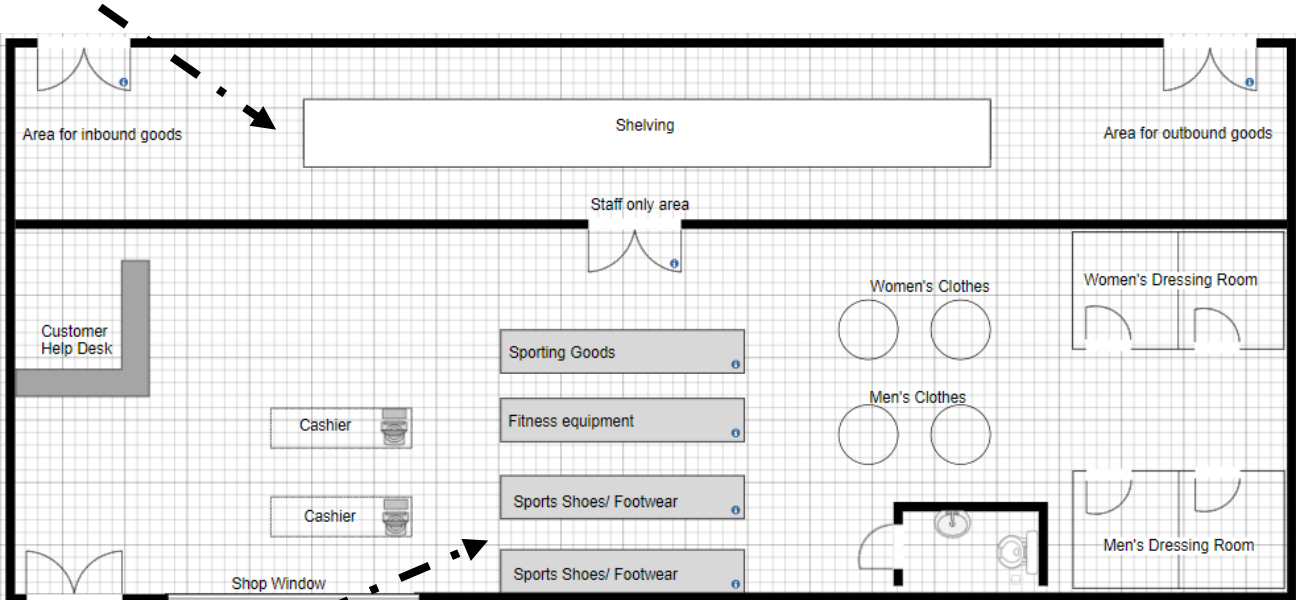 Area for inbound goods
Shelving
Area for outbound goods
Staff only area
Women's Clothes
Women's Dressing Room
Customer
Help Desk
Sporting Goods
Men's Clothes
Fitness equipment
Cashier
Sports Shoes/ Footwear
Cashier
Men's Dressing Room
Sports Shoes/ Footwear
Shop Window